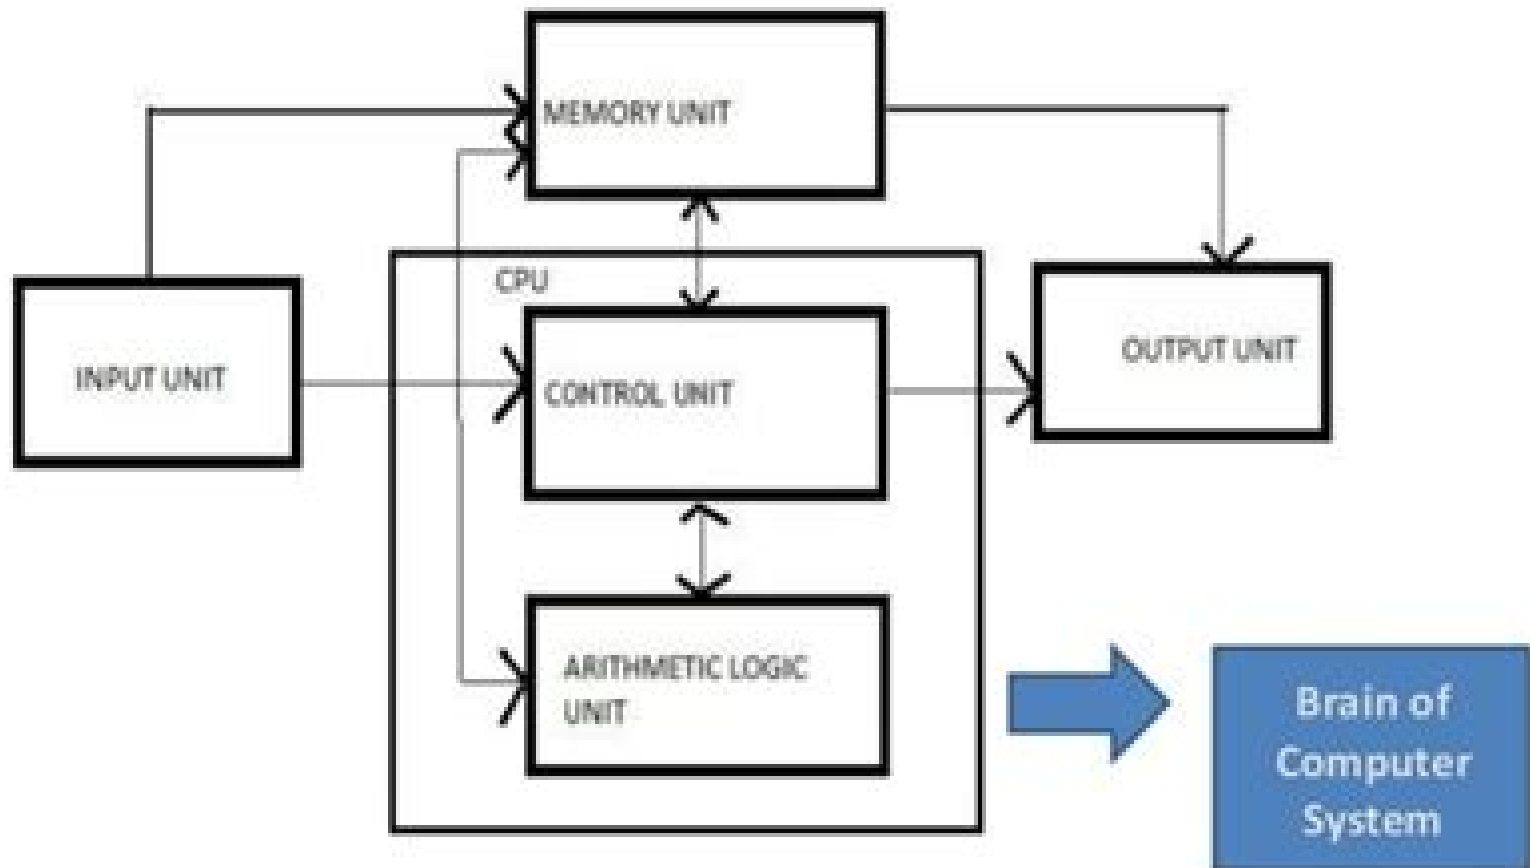 MEMORY UNIT
CPU
INPUT UNIT
CONTROL UNIT
OUTPUT UNIT
ARITHMETIC LOGIC
UNIT
Brain of
Computer
System